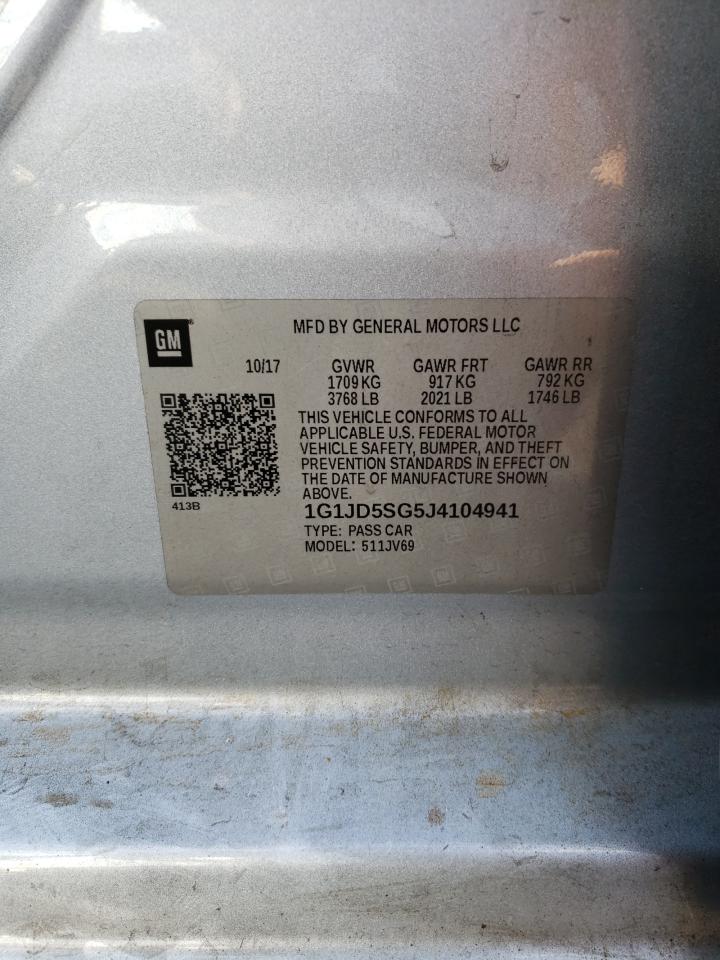 GM
MFD BY GENERAL MOTORS LLC
10/17 GVWR GAWR FRT GAWR RR
1709 KG 917 KG 792 KG
3768 LB 2021 LB 1746 LB
THIS VEHICLE CONFORMS TO ALL
APPLICABLE U.S. FEDERAL MOTOR
VEHICLE SAFETY, BUMPER, AND THEFT
PREVENTION STANDARDS IN EFFECT ON
THE DATE OF MANUFACTURE SHOWN
ABOVE.
413B
1G1JD5SG5J4104941
TYPE: PASS CAR
MODEL: 511JV69